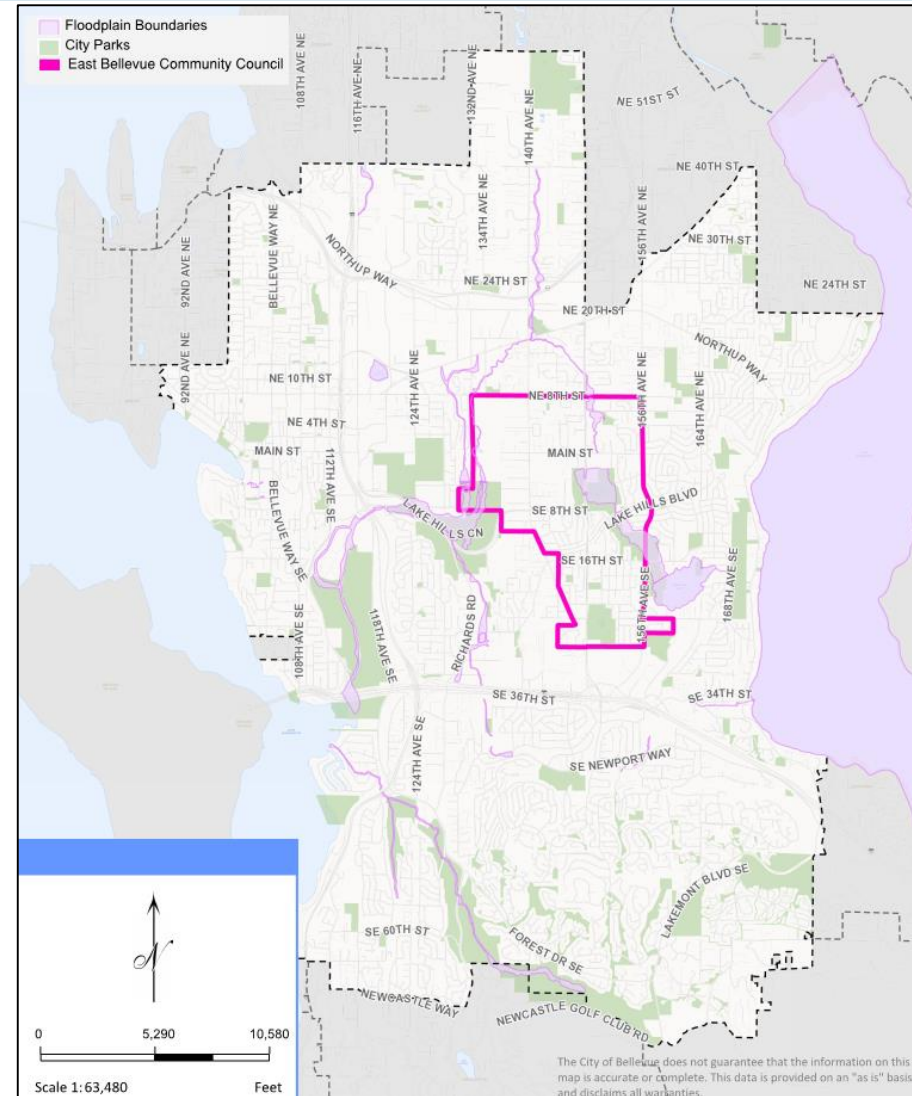 Floodplain Boundaries
City Parks
East Bellevue Community Council
108TH AVE NE
116TH AVE NE
132ND AVE NE
140TH AVE NE
NE 51ST ST
NE 40TH ST
134TH AVE NE
156TH AVE NE
NE 30TH ST
92ND AVE NE
BELLEVUE WAY NE
NORTHUP WAY
NE 24TH ST
NE 24TH ST
NE 20TH ST
NORTHUP WAY
92ND AVE NE
NE 10TH ST
124TH AVE NE
NE 8TH ST
156TH AVE NE
164TH AVE NE
NE 4TH ST
MAIN ST
112TH AVE SE
MAIN ST
BELLEVUE WAY SE
LAKE HILLS CN
SE 8TH ST
LAKE HILLS BLVD
SE 16TH ST
108TH AVE SE
118TH AVE SE
RICHARDS RD
156TH AVE SE
168TH AVE SE
SE 36TH ST
SE 34TH ST
124TH AVE SE
SE NEWPORT WAY
LAKEMONT BLVD SE
SE 60TH ST
FOREST DR SE
NEWCASTLE WAY
NEWCASTLE GOLF CLUB RD
N
0 5,290 10,580
Scale 1:63,480 Feet
The City of Bellevue does not guarantee that the information on this
map is accurate or complete. This data is provided on an "as is" basis
and disclaims all warranties.